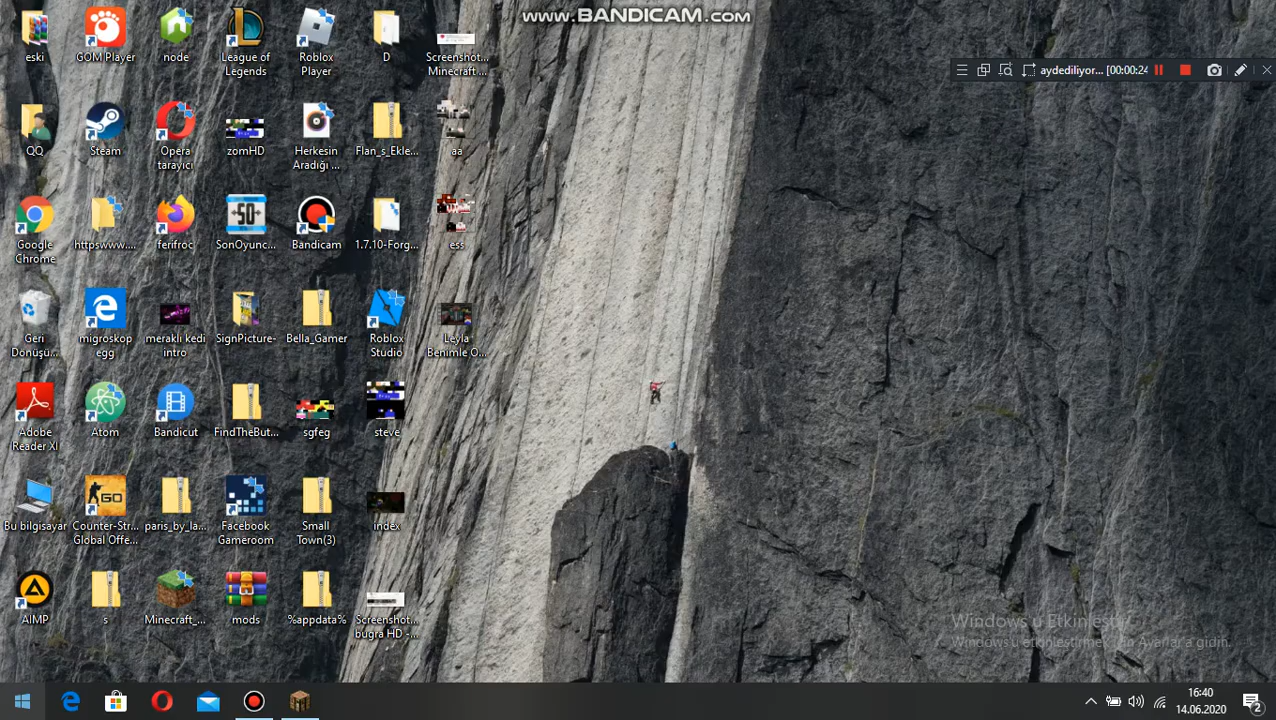 www.BANDICAM.com
aydediliyor... [00:00:24
eski
GOM Player
node
League of
Legends
Roblox
Player
D
Screenshot...
Minecraft ...
QQ
Steam
Opera
tarayıcı
zomHD
Herkesin
Aradığı ...
Flan_s_Ekle...
aa
Google
Chrome
httpswww....
ferifroc
SonOyunc...
Bandicam
1.7.10-Forg...
ess
Geri
Dönüşü...
migroskop
egg
meraklı kedi
intro
SignPicture-
Bella_Gamer
Roblox
Studio
Leyla
Benimle O...
Adobe
Reader XI
Atom
Bandicut
FindTheBut...
sgfeg
steve
Bu bilgisayar
GO
Counter-Str...
Global Offe...
paris_by_la...
Facebook
Gameroom
Small
Town(3)
index
AIMP
s
Minecraft_...
mods
%appdata%
Screenshot...
bugra HD -...
Windows'u Etkinleştir
Windows'u etkinleştirmek için Ayarlar'a gidin.
16:40
14.06.2020
2